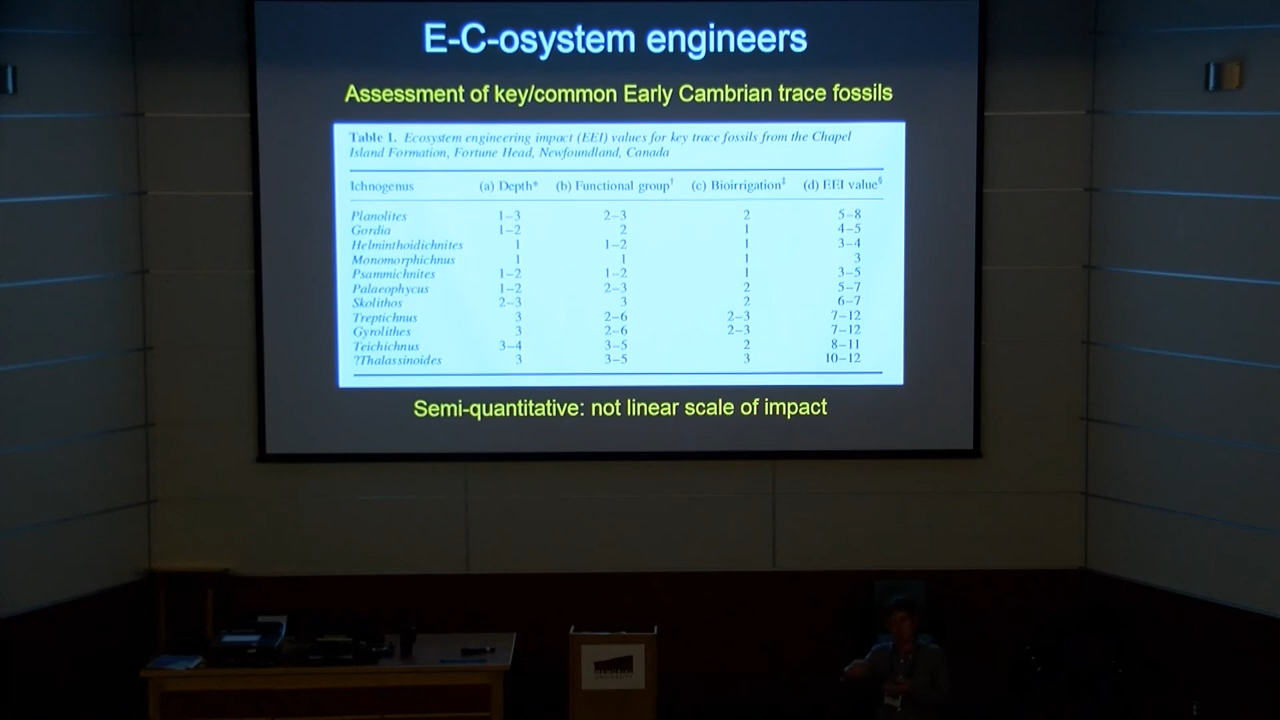 E-C-osystem engineers
Assessment of key/common Early Cambrian trace fossils
Table 1. Ecosystem engineering impact (EEI) values for key trace fossils from the Chapel
Island Formation, Fortune Head, Newfoundland, Canada
Ichnogenus (a) Depth* (b) Functional group† (c) Bioirrigation‡ (d) EEI value§
Planolites 1–3 2–3 2 5–8
Gordia 1–2 2 1 4–5
Helminthoidichnites 1 1–2 1 3–4
Monomorphichnus 1 1 1 3
Psammichnites 1–2 1–2 1 3–5
Palaeophycus 1–2 2–3 2 5–7
Skolithos 2–3 3 2 6–7
Treptichnus 3 2–6 2–3 7–12
Gyrolithes 3 2–6 2–3 7–12
Teichichnus 3–4 3–5 2 8–11
?Thalassinoides 3 3–5 3 10–12
Semi-quantitative: not linear scale of impact
UNIVERSITY